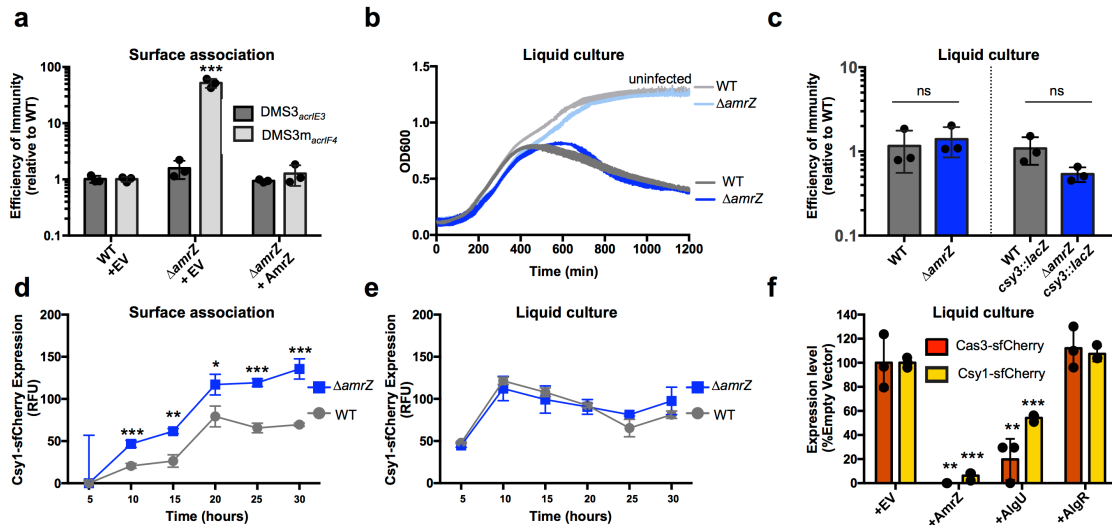 a
Surface association
Efficiency of Immunity
(relative to WT)
100
10
1
0.1
***
DMS3acrIE3
DMS3macrIF4
WT
+EV
ΔamrZ
+ EV
ΔamrZ
+ AmrZ
b
Liquid culture
OD600
1.5
1.0
0.5
0.0
uninfected
WT
ΔamrZ
WT
ΔamrZ
0 200 400 600 800 1000 1200
Time (min)
c
Liquid culture
Efficiency of Immunity
(relative to WT)
10
1
0.1
ns
ns
WT
ΔamrZ
WT
csy3::lacZ
ΔamrZ
csy3::lacZ
d
Surface association
Csy1-sfCherry Expression
(RFU)
200
150
100
50
0
***
**
*
***
***
ΔamrZ
WT
5 10 15 20 25 30
Time (hours)
e
Liquid culture
Csy1-sfCherry Expression
(RFU)
200
150
100
50
0
ΔamrZ
WT
5 10 15 20 25 30
Time (hours)
f
Liquid culture
Expression level
(%Empty Vector)
140
120
100
80
60
40
20
0
Cas3-sfCherry
Csy1-sfCherry
**
***
**
***
+EV
+AmrZ
+AlgU
+AlgR